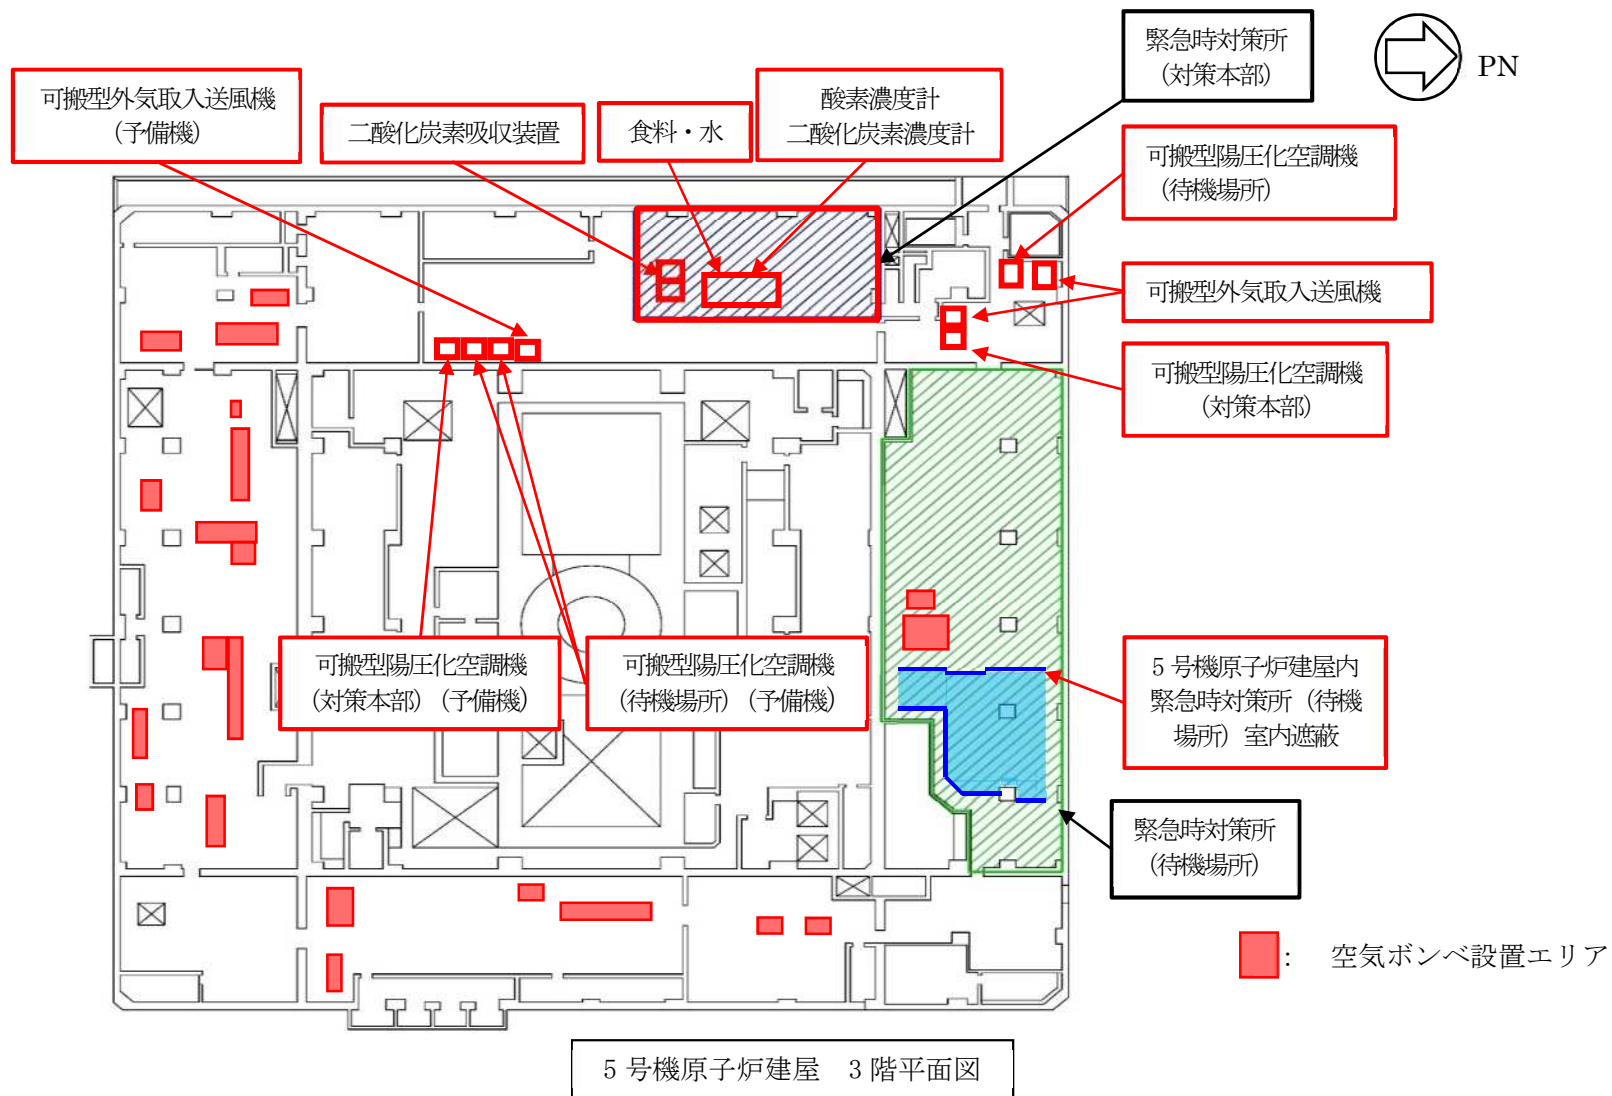 緊急時対策所
(対策本部)
PN
可搬型外気取入送風機
(予備機)
二酸化炭素吸収装置
食料・水
酸素濃度計
二酸化炭素濃度計
可搬型陽圧化空調機
(待機場所)
可搬型外気取入送風機
可搬型陽圧化空調機
(対策本部)
可搬型陽圧化空調機
(対策本部)(予備機)
可搬型陽圧化空調機
(待機場所)(予備機)
5号機原子炉建屋内
緊急時対策所(待機
場所)室内遮蔽
緊急時対策所
(待機場所)
: 空気ボンベ設置エリア
5号機原子炉建屋 3階平面図